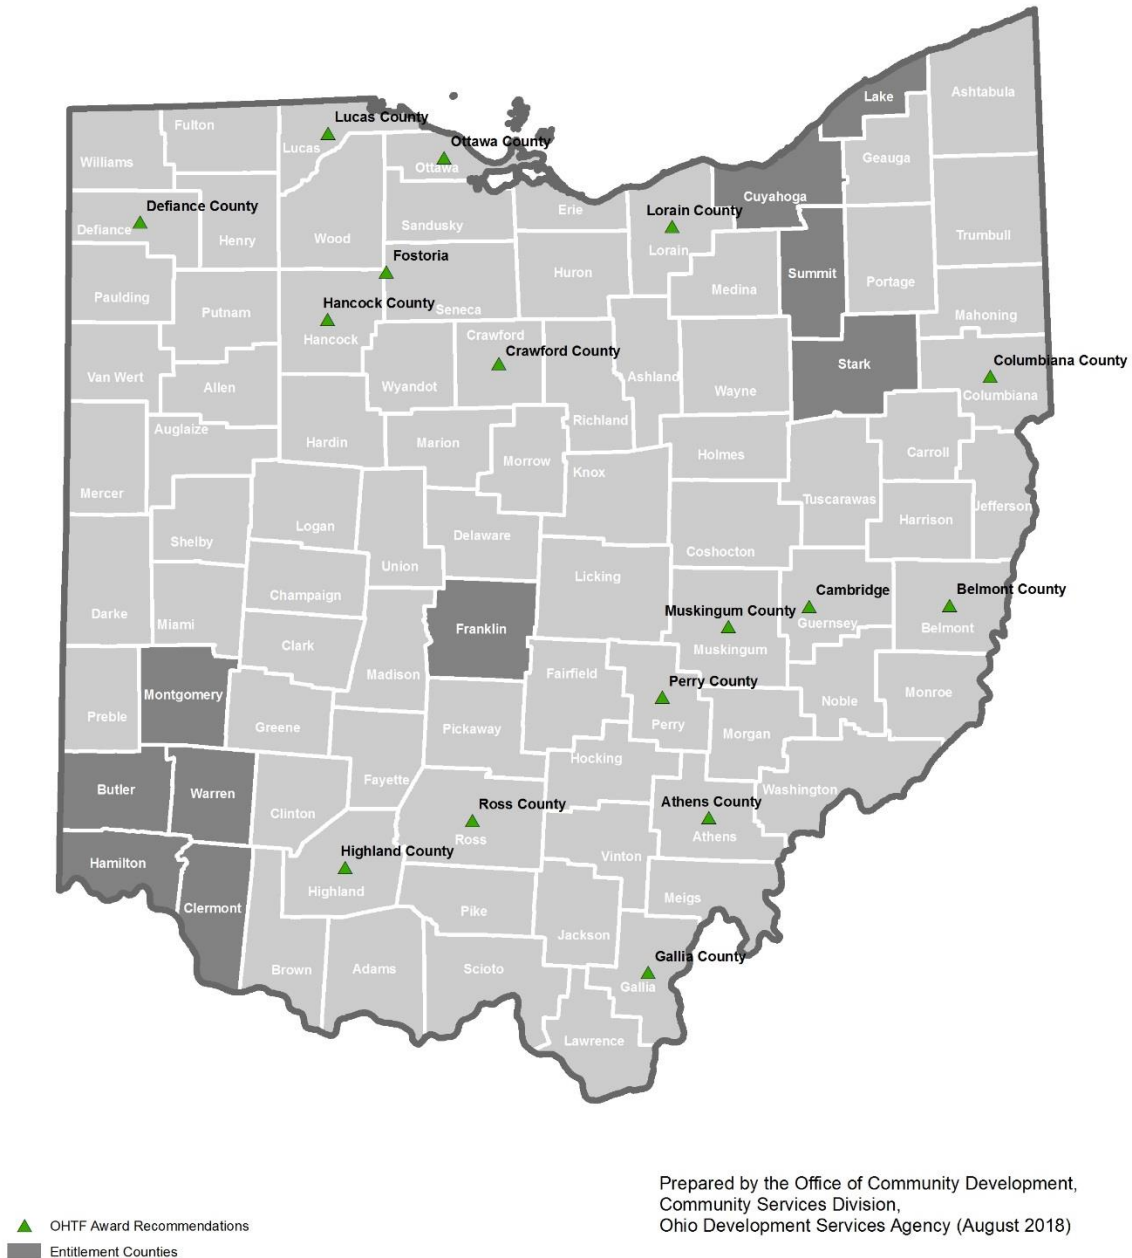 Lake
Ashtabula
Lucas County
Fulton
Lucas
Ottawa County
Geauga
Williams
Ottawa
Cuyahoga
Defiance County
Erie
Lorain County
Defiance
Sandusky
Henry
Wood
Lorain
Trumbull
Fostoria
Huron
Summit
Portage
Medina
Paulding
Hancock County
Seneca
Putnam
Mahoning
Hancock
Crawford
Crawford County
Columbiana County
Stark
Van Wert
Allen
Wyandot
Ashland
Wayne
Columbiana
Richland
Auglaize
Hardin
Marion
Morrow
Holmes
Carroll
Knox
Mercer
Tuscarawas
Jefferson
Logan
Harrison
Shelby
Delaware
Coshocton
Union
Licking
Champaign
Cambridge
Belmont County
Darke
Miami
Muskingum County
Guernsey
Franklin
Belmont
Clark
Muskingum
Madison
Fairfield
Perry County
Montgomery
Noble
Monroe
Preble
Greene
Pickaway
Perry
Morgan
Hocking
Fayette
Butler
Warren
Washington
Clinton
Ross County
Athens County
Ross
Athens
Highland County
Vinton
Hamilton
Highland
Meigs
Clermont
Pike
Jackson
Gallia County
Brown
Adams
Scioto
Gallia
Lawrence
Prepared by the Office of Community Development,
Community Services Division,
Ohio Development Services Agency (August 2018)
OHTF Award Recommendations
Entitlement Counties